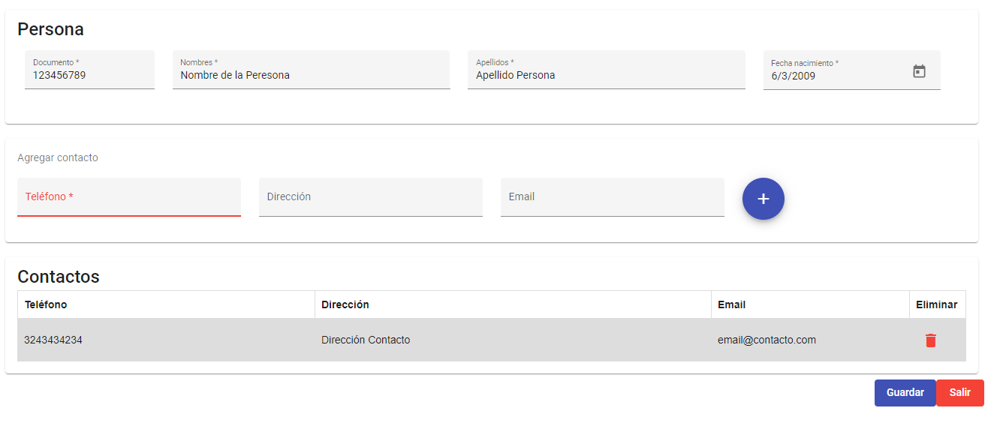 Persona
Documento * Nombres * Apellidos * Fecha nacimiento *
123456789 Nombre de la Peresona Apellido Persona 6/3/2009
Agregar contacto
Teléfono * Dirección Email +
Contactos
Teléfono Dirección Email Eliminar
3243434234 Dirección Contacto email@contacto.com
Guardar Salir